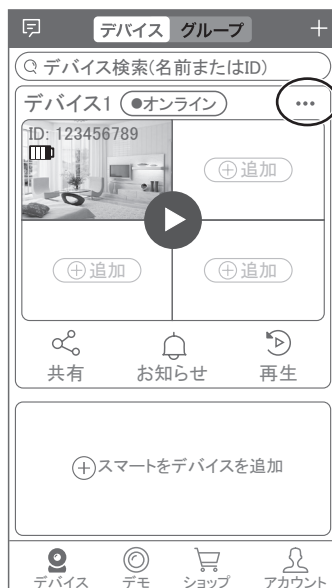 デバイス グループ +
デバイス検索(名前またはID)
デバイス1 ●オンライン ...
ID: 123456789
追加
追加 追加
共有 お知らせ 再生
スマートをデバイスを追加
デバイス デモ ショップ アカウント